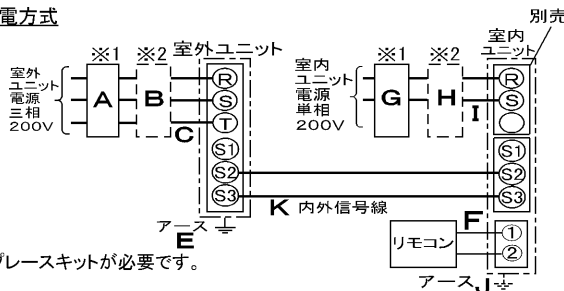 電方式
別売
※1 ※2 室外ユニット
室外
ユニット
電源
三相
200V
A
B
C
R
S
T
S1
S2
S3
アース
E
※1 ※2
室内
ユニット
室内
ユニット
電源
単相
200V
G
H
I
R
S
S1
S2
S3
K 内外信号線
F
リモコン
1
2
アース J
プレースキットが必要です。